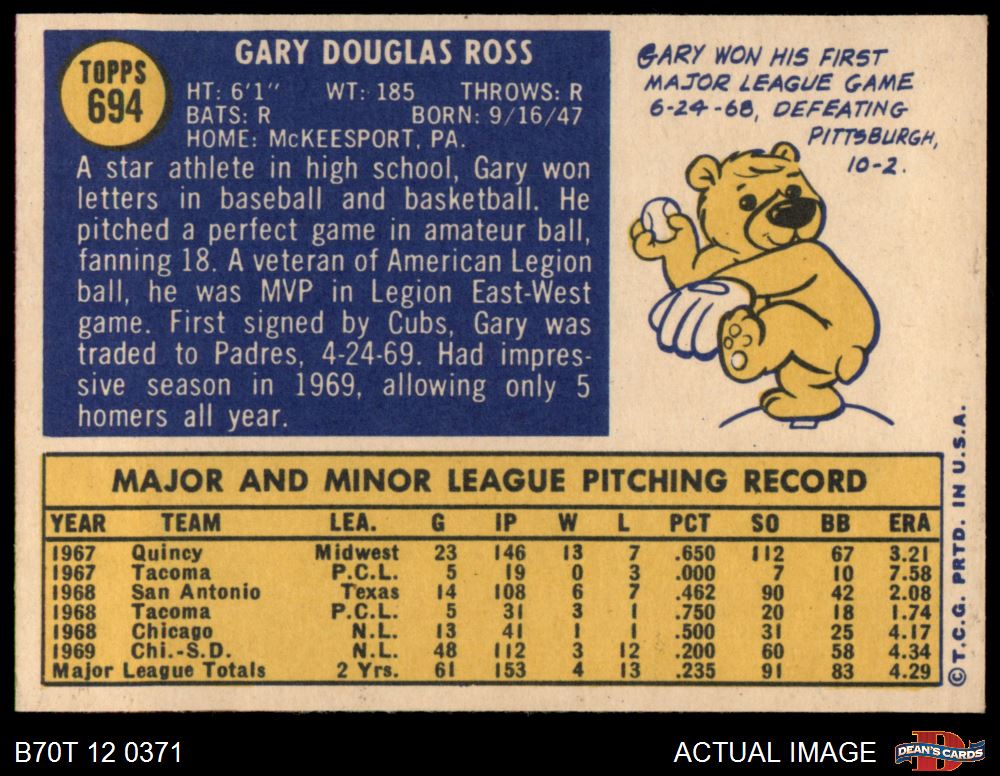 TOPPS
694
GARY DOUGLAS ROSS
HT: 6'1" WT: 185 THROWS: R
BATS: R BORN: 9/16/47
HOME: McKEESPORT, PA.
A star athlete in high school, Gary won
letters in baseball and basketball. He
pitched a perfect game in amateur ball,
fanning 18. A veteran of American Legion
ball, he was MVP in Legion East-West
game. First signed by Cubs, Gary was
traded to Padres, 4-24-69. Had impres-
sive season in 1969, allowing only 5
homers all year.
GARY WON HIS FIRST
MAJOR LEAGUE GAME
6-24-68, DEFEATING
PITTSBURGH,
10-2.
MAJOR AND MINOR LEAGUE PITCHING RECORD
YEAR TEAM LEA. G IP W L PCT SO BB ERA
1967 Quincy Midwest 23 146 13 7 .650 112 67 3.21
1967 Tacoma P.C.L. 5 19 0 3 .000 7 10 7.58
1968 San Antonio Texas 14 108 6 7 .462 90 42 2.08
1968 Tacoma P.C.L. 5 31 3 1 .750 20 18 1.74
1968 Chicago N.L. 13 41 1 1 .500 31 25 4.17
1969 Chi.-S.D. N.L. 48 112 3 12 .200 60 58 4.34
Major League Totals 2 Yrs. 61 153 4 13 .235 91 83 4.29
© T.C.G. PRTD. IN U.S.A.
B70T 12 0371
ACTUAL IMAGE
DEAN'S CARDS